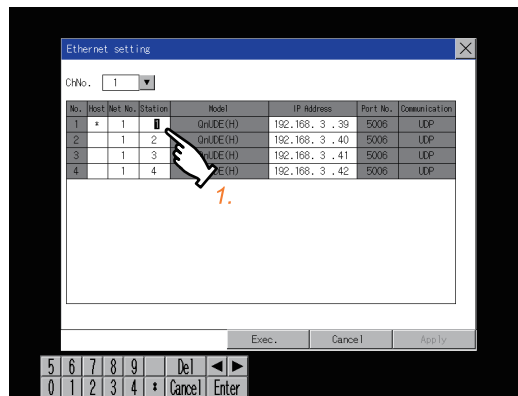 Ethernet setting
ChNo. 1 ▼
No. Host Net No. Station Model IP Address Port No. Communication
1 * 1 1 QnUDE(H) 192.168. 3 . 39 5006 UDP
2 1 2 QnUDE(H) 192.168. 3 . 40 5006 UDP
3 1 3 QnUDE(H) 192.168. 3 . 41 5006 UDP
4 1 4 DE(H) 192.168. 3 . 42 5006 UDP
1.
Exec. Cancel Apply
5 6 7 8 9 Del ◀ ▶
0 1 2 3 4 * Cancel Enter